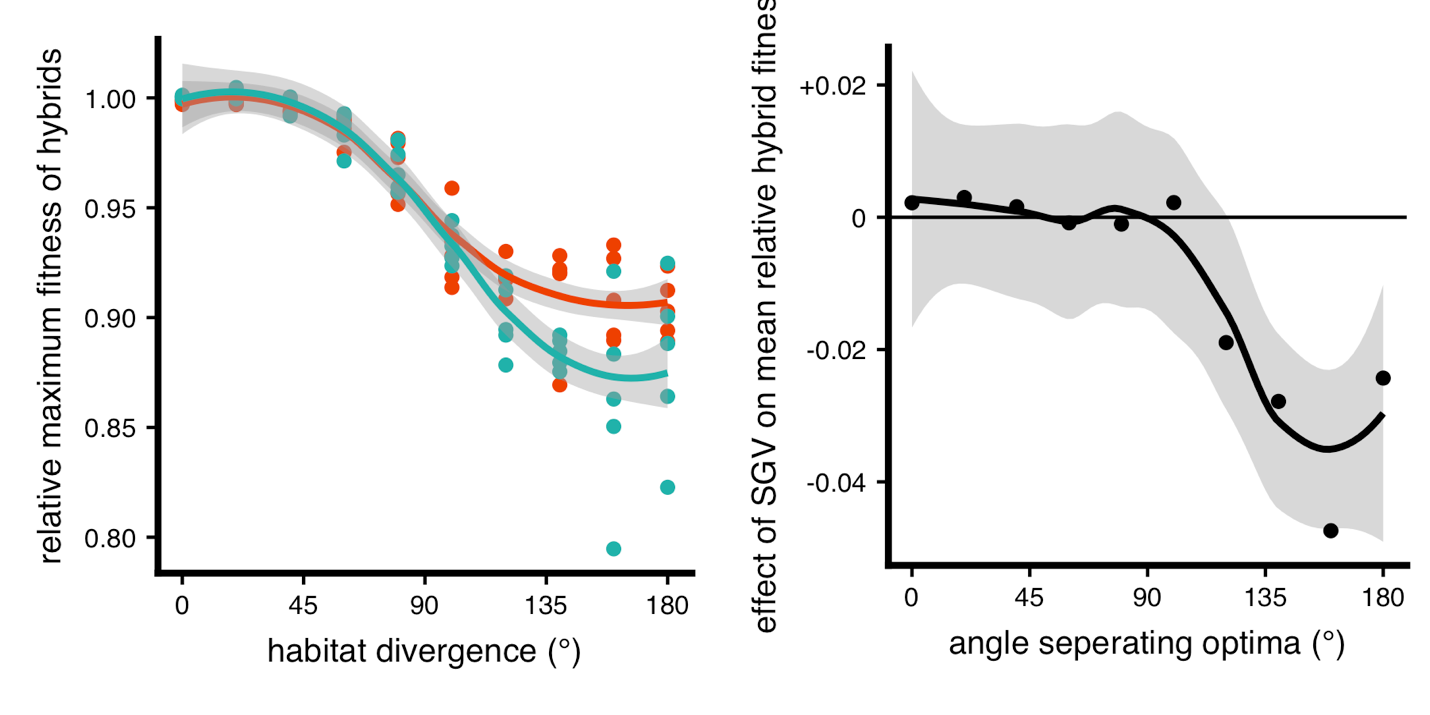 relative maximum fitness of hybrids
1.00
0.95
0.90
0.85
0.80
0 45 90 135 180
habitat divergence (°)
effect of SGV on mean relative hybrid fitnes
+0.02
0
-0.02
-0.04
0 45 90 135 180
angle seperating optima (°)